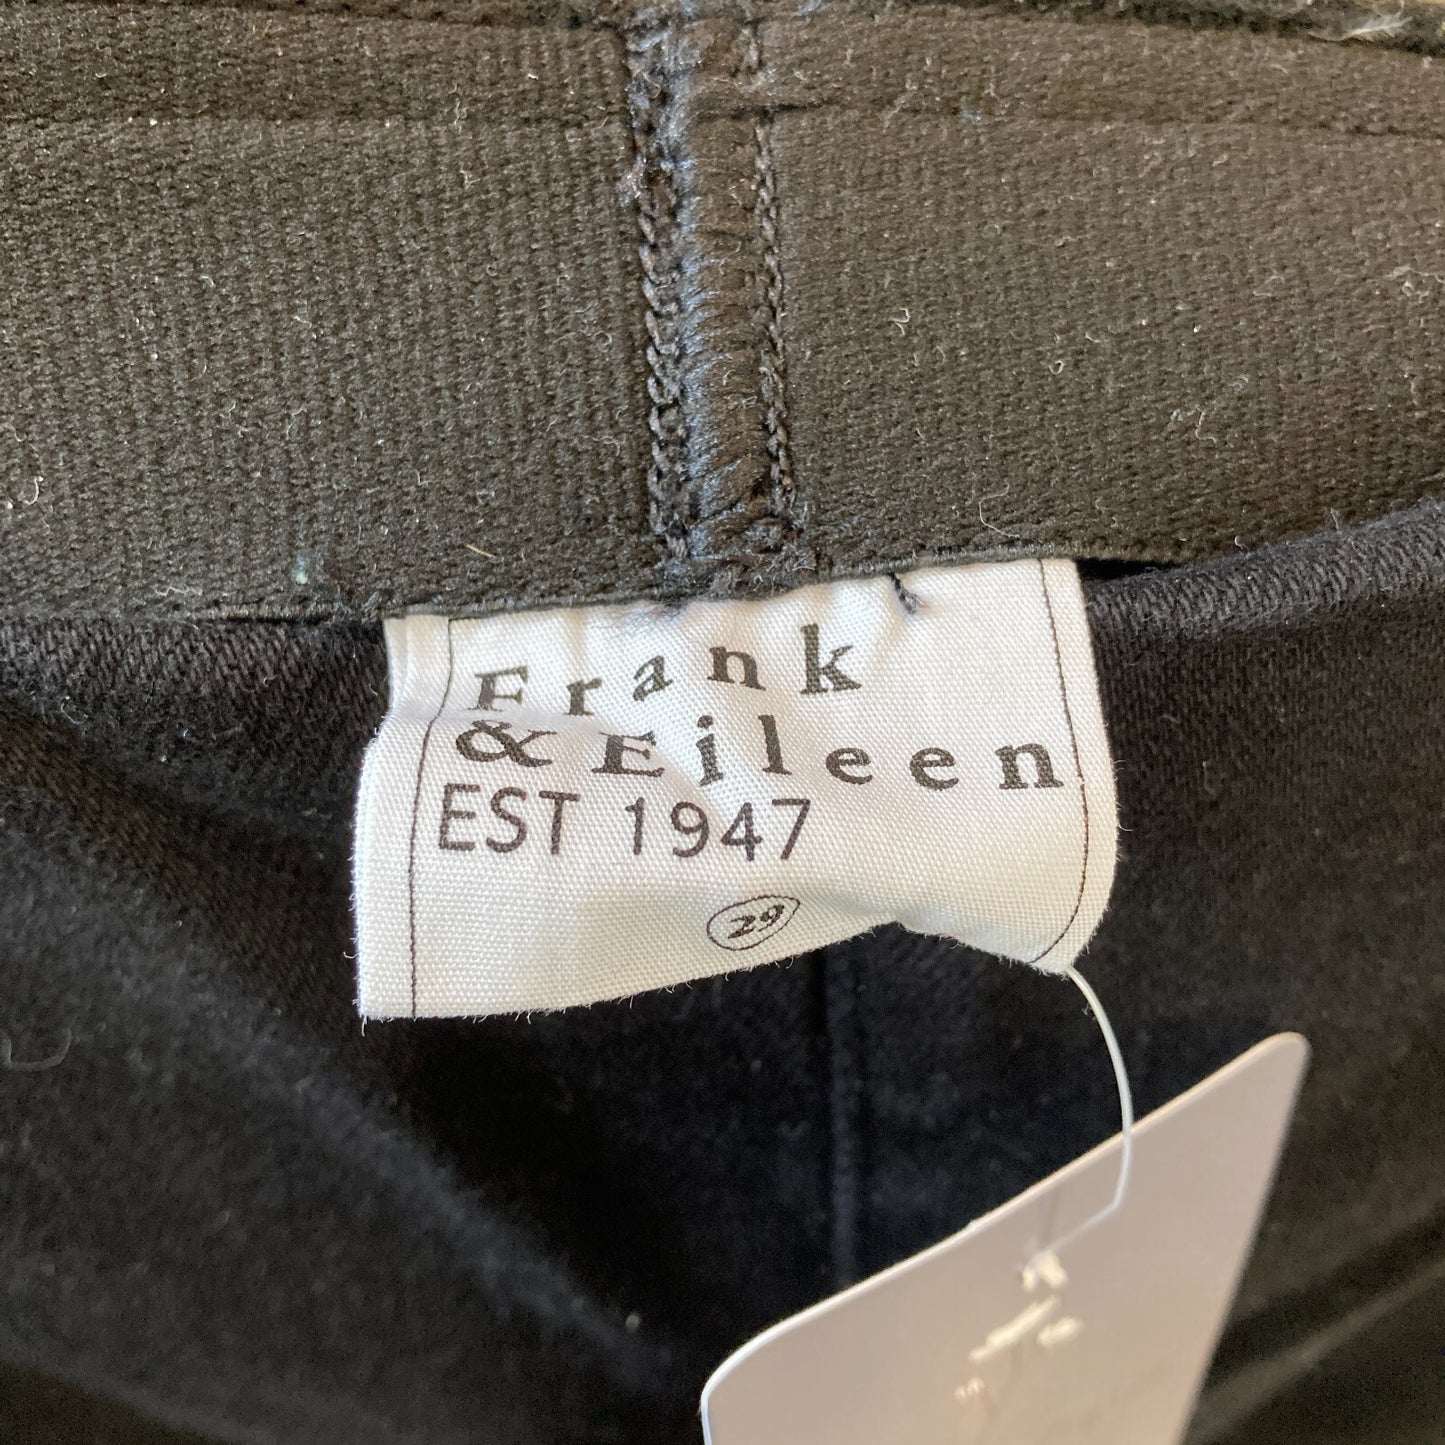 Frank
& Eileen
EST 1947
29